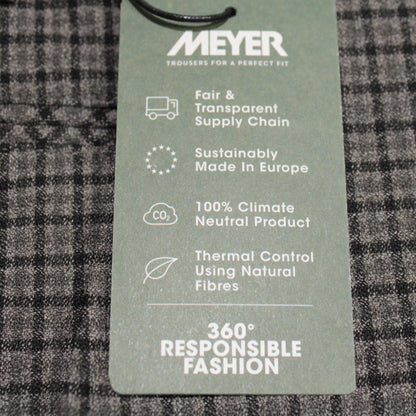 MEYER
TROUSERS FOR A PERFECT FIT
Fair &
Transparent
Supply Chain
Sustainably
Made In Europe
CO₂
100% Climate
Neutral Product
Thermal Control
Using Natural
Fibres
360°
RESPONSIBLE
FASHION